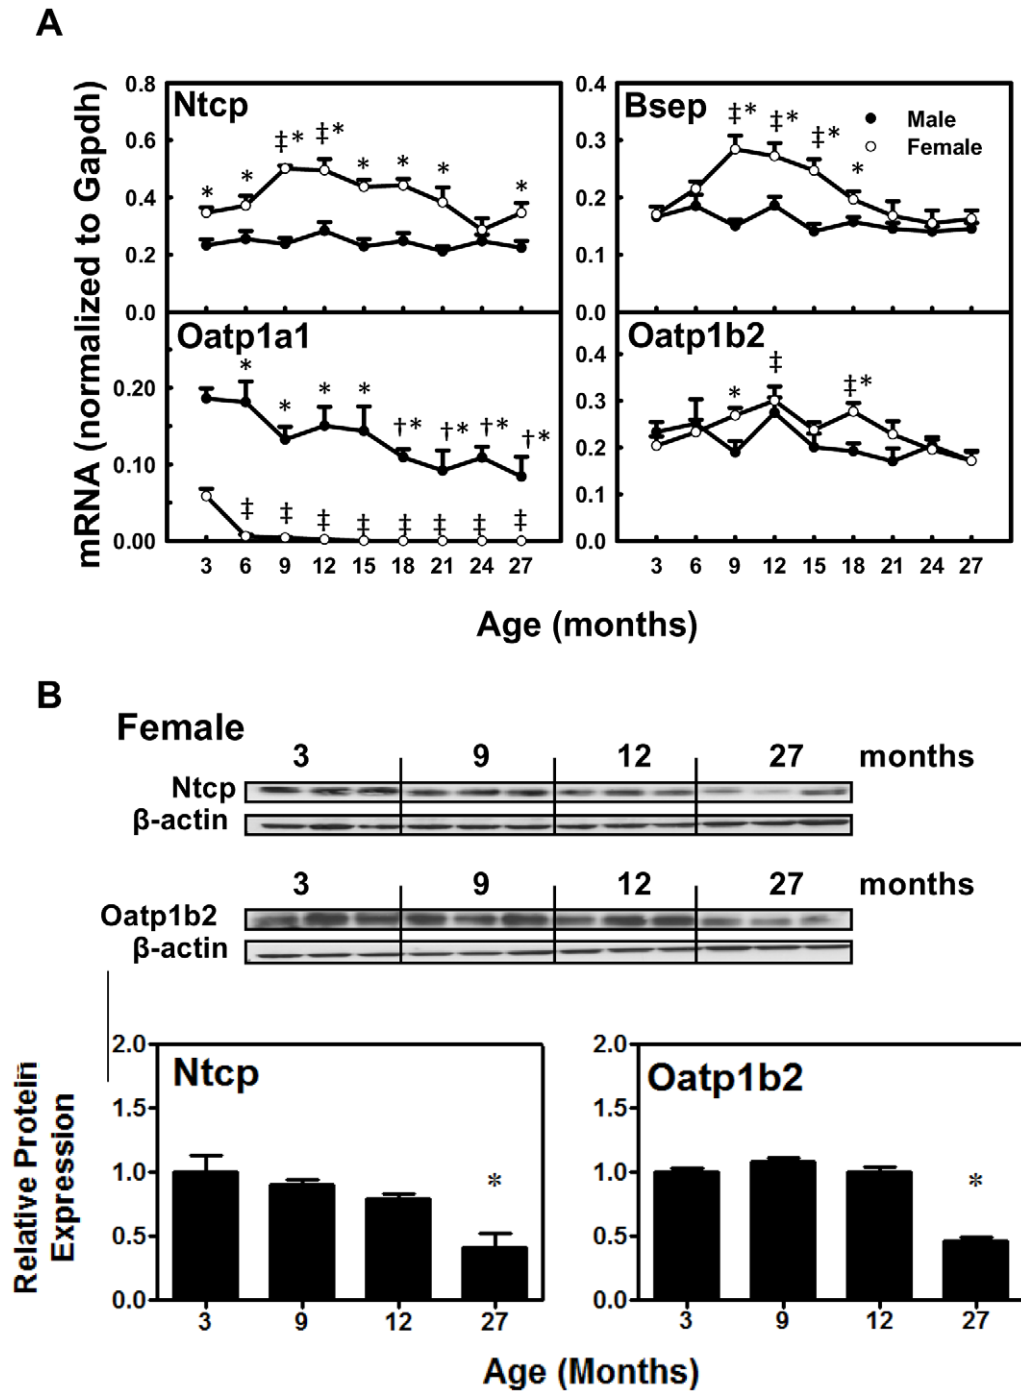 A
mRNA (normalized to Gapdh)
Ntcp
0.8
0.6
0.4
0.2
0.0
* * ‡* ‡* * * * *
Bsep
0.4
0.3
0.2
0.1
0.0
‡* ‡* ‡* *
Male
Female
Oatp1a1
0.20
0.10
0.00
* * * * †* †* †* †*
‡ ‡ ‡ ‡ ‡ ‡ ‡ ‡
3 6 9 12 15 18 21 24 27
Oatp1b2
0.4
0.3
0.2
0.1
0.0
* ‡ ‡*
3 6 9 12 15 18 21 24 27
Age (months)
B
Female
3 9 12 27 months
Ntcp
β-actin
3 9 12 27 months
Oatp1b2
β-actin
Relative Protein
Expression
Ntcp
2.0
1.5
1.0
0.5
0.0
*
3 9 12 27
Oatp1b2
2.0
1.5
1.0
0.5
0.0
*
3 9 12 27
Age (Months)